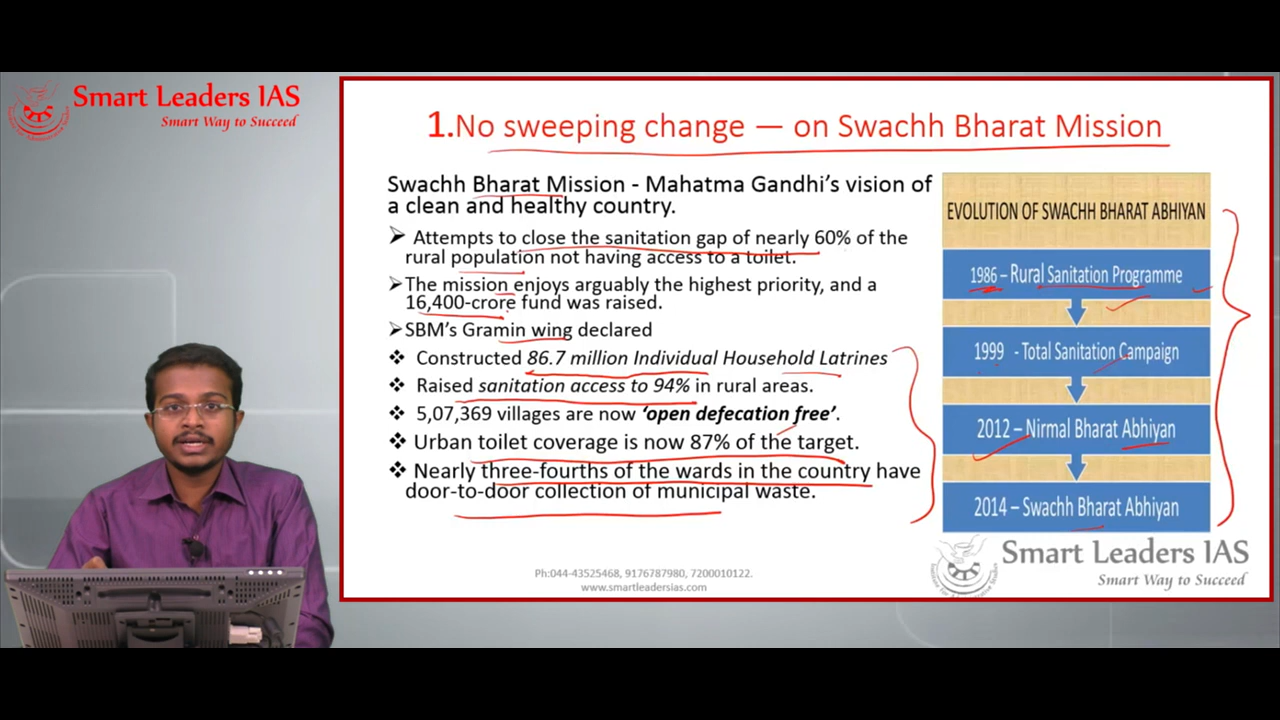 Smart Leaders IAS
Smart Way to Succeed
1.No sweeping change — on Swachh Bharat Mission
Swachh Bharat Mission - Mahatma Gandhi's vision of
a clean and healthy country.
➢ Attempts to close the sanitation gap of nearly 60% of the
rural population not having access to a toilet.
➢The mission enjoys arguably the highest priority, and a
16,400-crore fund was raised.
➢SBM's Gramin wing declared
❖ Constructed 86.7 million Individual Household Latrines
❖ Raised sanitation access to 94% in rural areas.
❖ 5,07,369 villages are now 'open defecation free'.
❖ Urban toilet coverage is now 87% of the target.
❖ Nearly three-fourths of the wards in the country have
door-to-door collection of municipal waste.
EVOLUTION OF SWACHH BHARAT ABHIYAN
1986 – Rural Sanitation Programme
1999 - Total Sanitation Campaign
2012 – Nirmal Bharat Abhiyan
2014 – Swachh Bharat Abhiyan
Smart Leaders IAS
Smart Way to Succeed
Ph:044-43525468, 9176787980, 7200010122.
www.smartleadersias.com